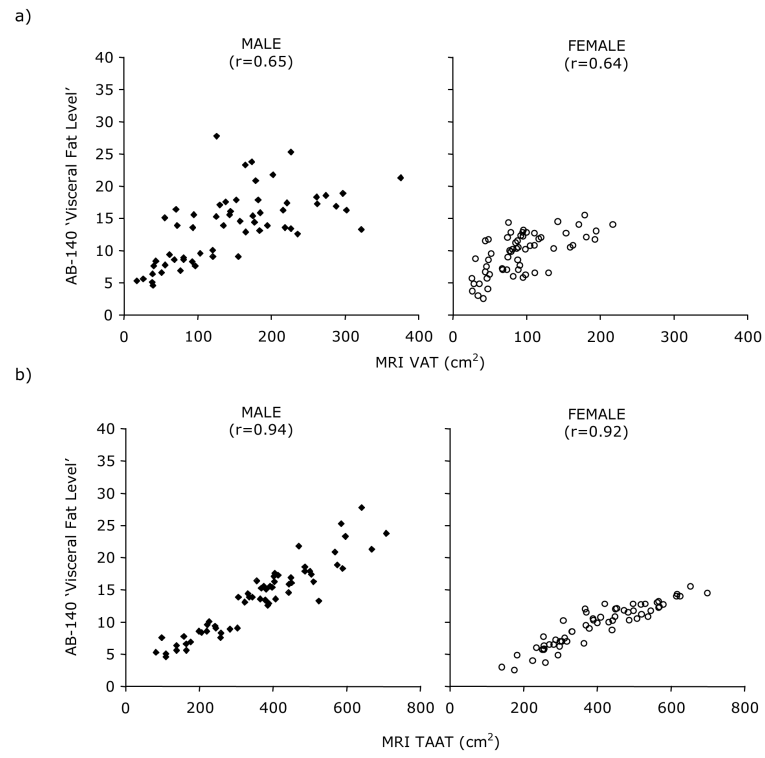 a)
MALE
(r=0.65)
FEMALE
(r=0.64)
AB-140 ‘Visceral Fat Level’
40
35
30
25
20
15
10
5
0
0 100 200 300 400
0 100 200 300 400
MRI VAT (cm²)
b)
MALE
(r=0.94)
FEMALE
(r=0.92)
AB-140 ‘Visceral Fat Level’
40
35
30
25
20
15
10
5
0
0 200 400 600 800
200 400 600 800
MRI TAAT (cm²)